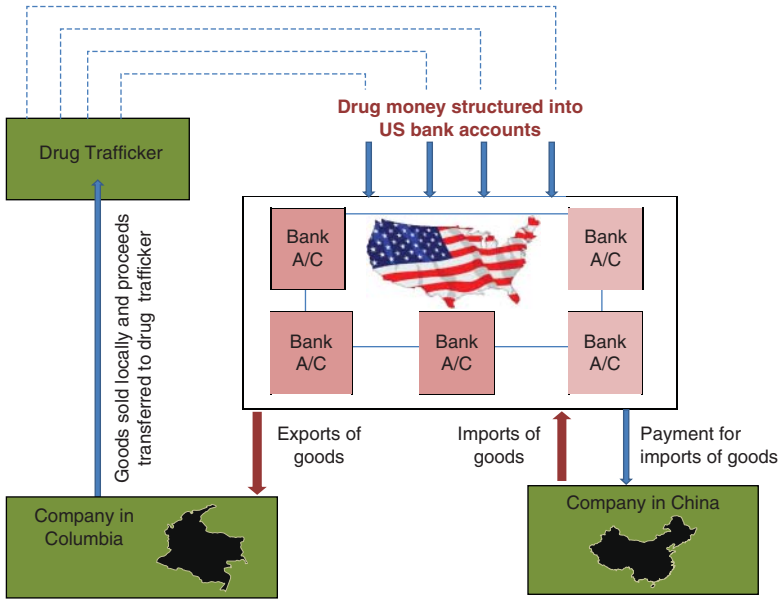 Drug money structured into
US bank accounts
Drug Trafficker
Bank
A/C
Bank
A/C
Bank
A/C
Bank
A/C
Bank
A/C
Goods sold locally and proceeds
transferred to drug trafficker
Exports of
goods
Imports of
goods
Payment for
imports of goods
Company in
Columbia
Company in China